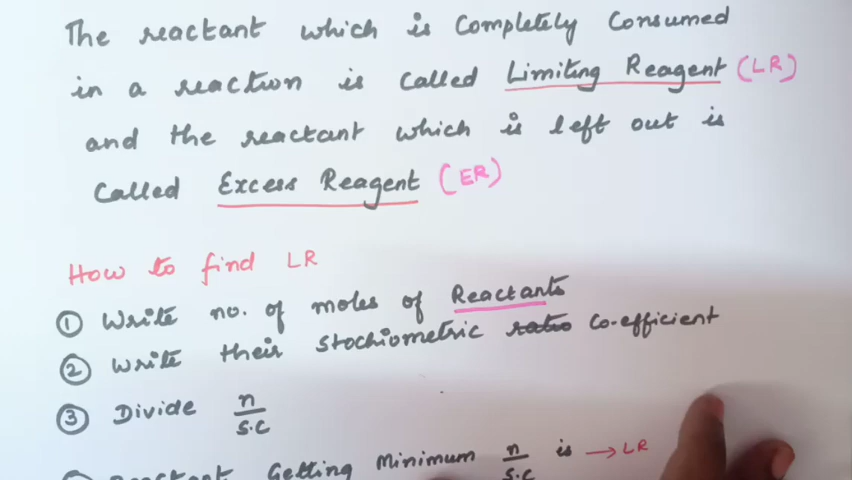 The reactant which is Completely Consumed
in a reaction is called Limiting Reagent (LR)
and the reactant which is left out is
Called Excess Reagent (ER)
How to find LR
① Write no. of moles of Reactants
② Write their stochiometric ratio co-efficient
③ Divide n/s.c
Reactant Getting Minimum n/s.c is → LR